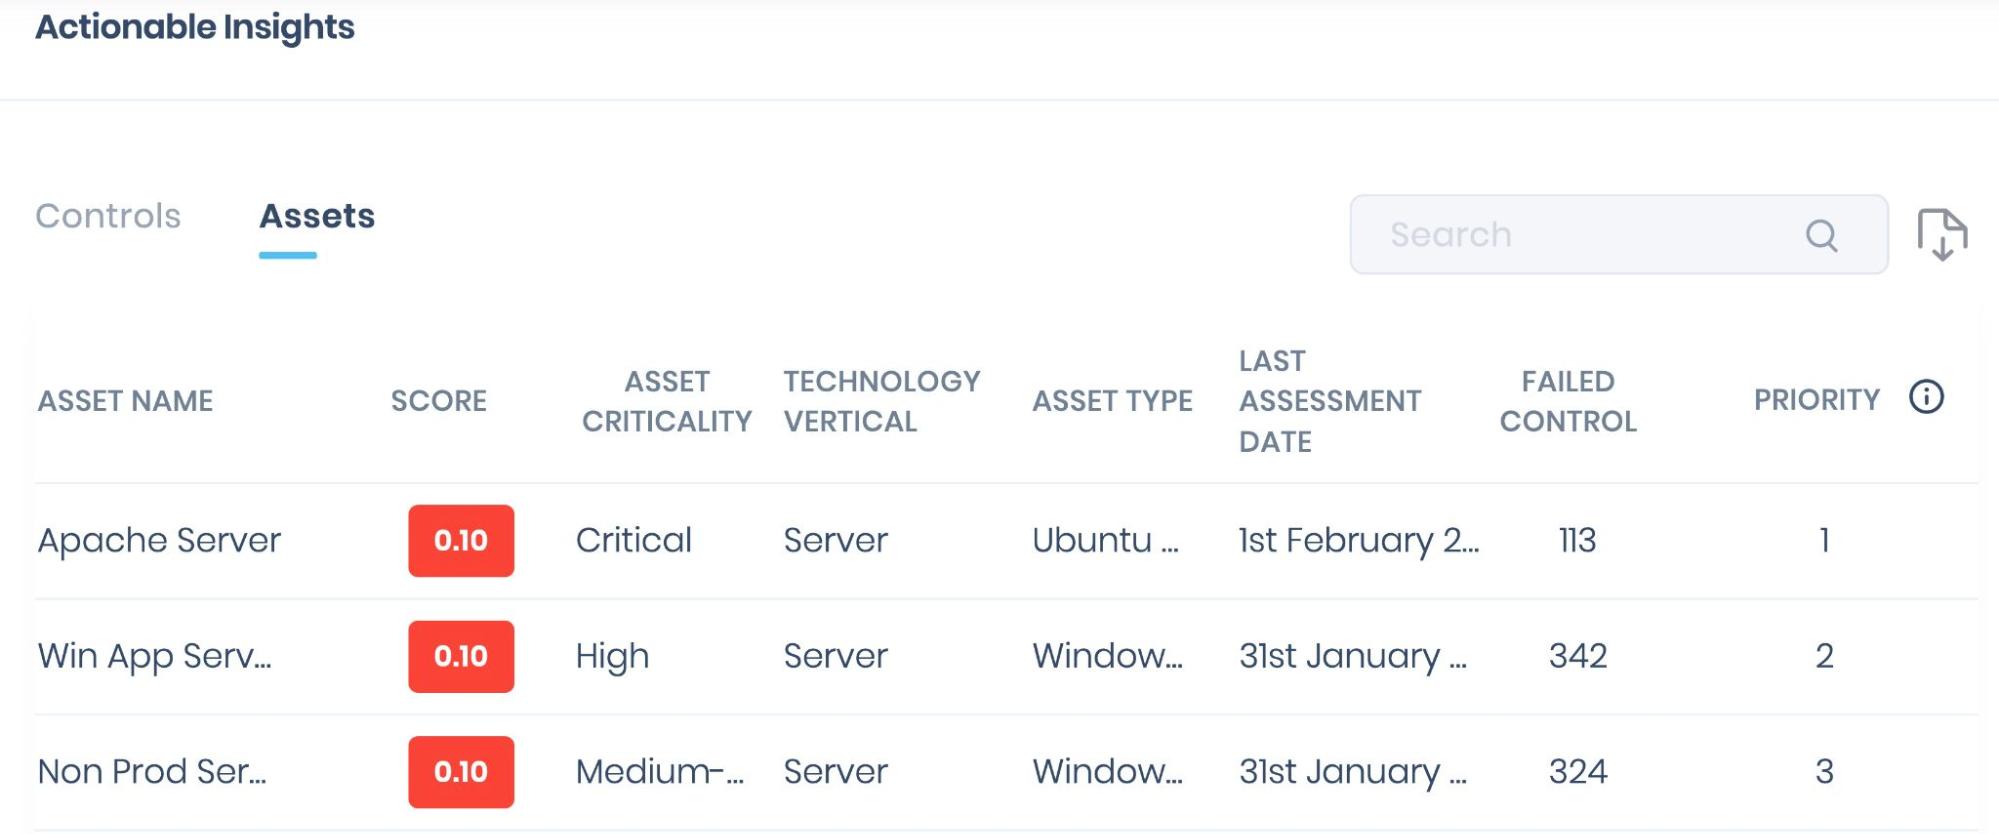 Actionable Insights
Controls Assets Search
ASSET NAME SCORE ASSET CRITICALITY TECHNOLOGY VERTICAL ASSET TYPE LAST ASSESSMENT DATE FAILED CONTROL PRIORITY
Apache Server 0.10 Critical Server Ubuntu ... 1st February 2... 113 1
Win App Serv... 0.10 High Server Window... 31st January ... 342 2
Non Prod Ser... 0.10 Medium-... Server Window... 31st January ... 324 3